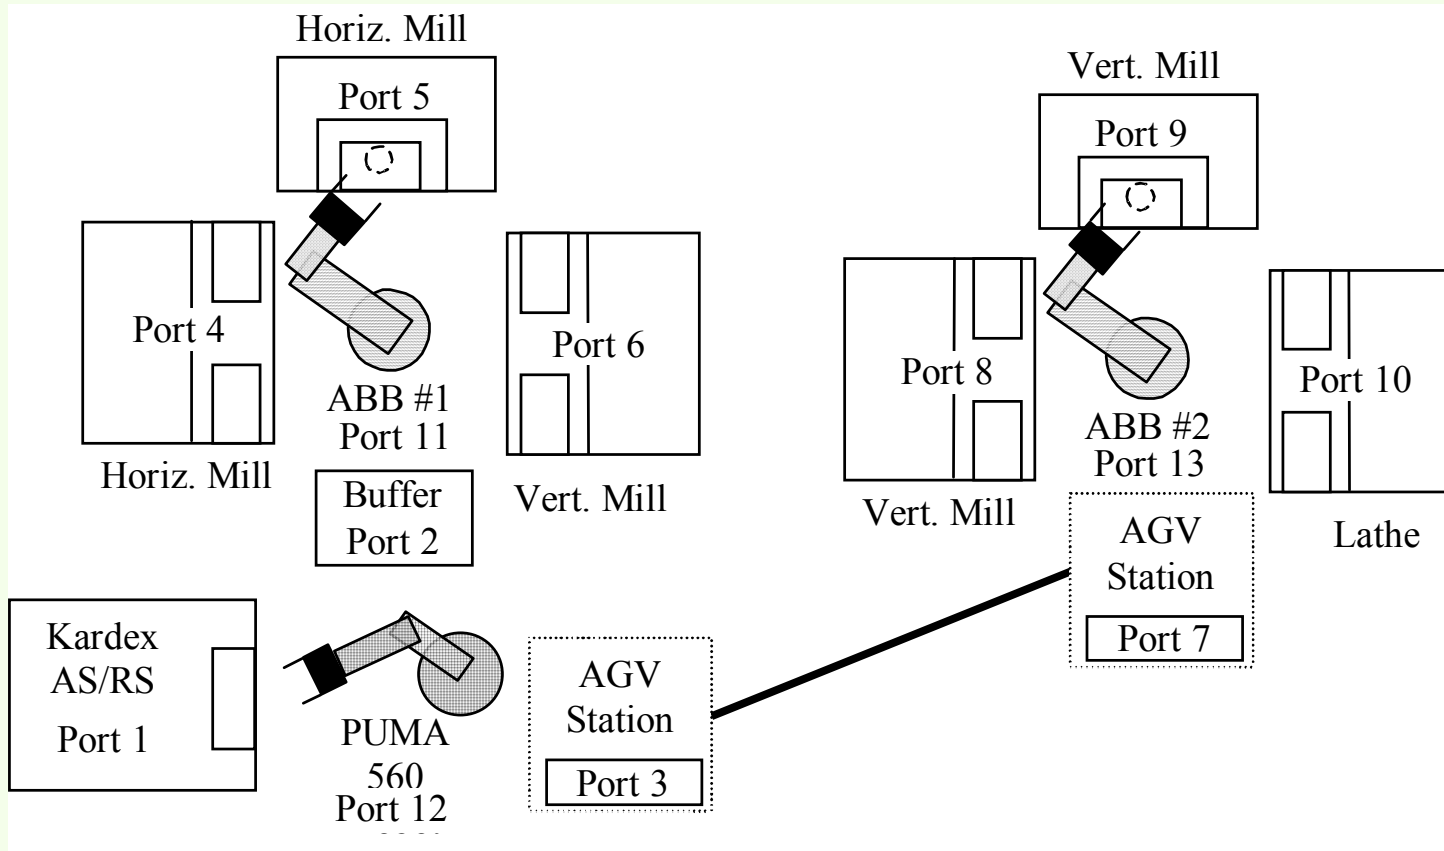 Horiz. Mill
Port 5
Port 4
Port 6
ABB #1
Port 11
Horiz. Mill
Vert. Mill
Buffer
Port 2
Kardex
AS/RS
Port 1
PUMA
560
Port 12
AGV
Station
Port 3
Vert. Mill
Port 9
Port 8
Port 10
ABB #2
Port 13
Vert. Mill
Lathe
AGV
Station
Port 7